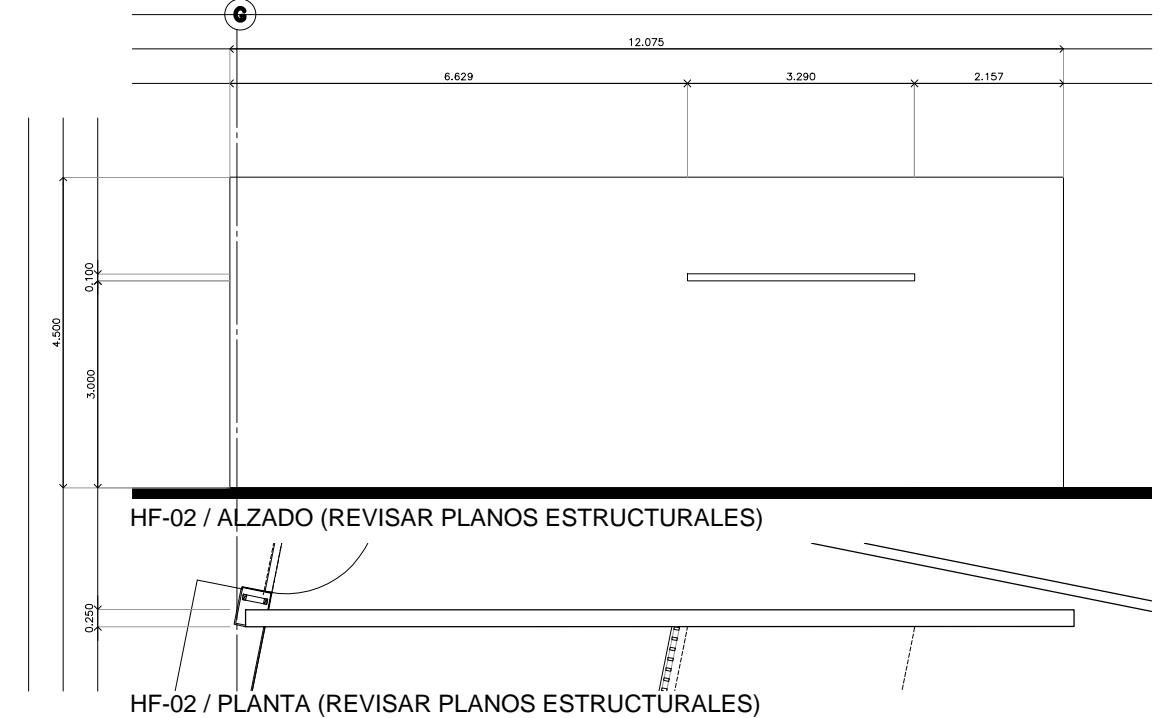 G
12.075
6.629
3.290
2.157
0.100
4.500
3.000
HF-02 / ALZADO (REVISAR PLANOS ESTRUCTURALES)
0.250
HF-02 / PLANTA (REVISAR PLANOS ESTRUCTURALES)